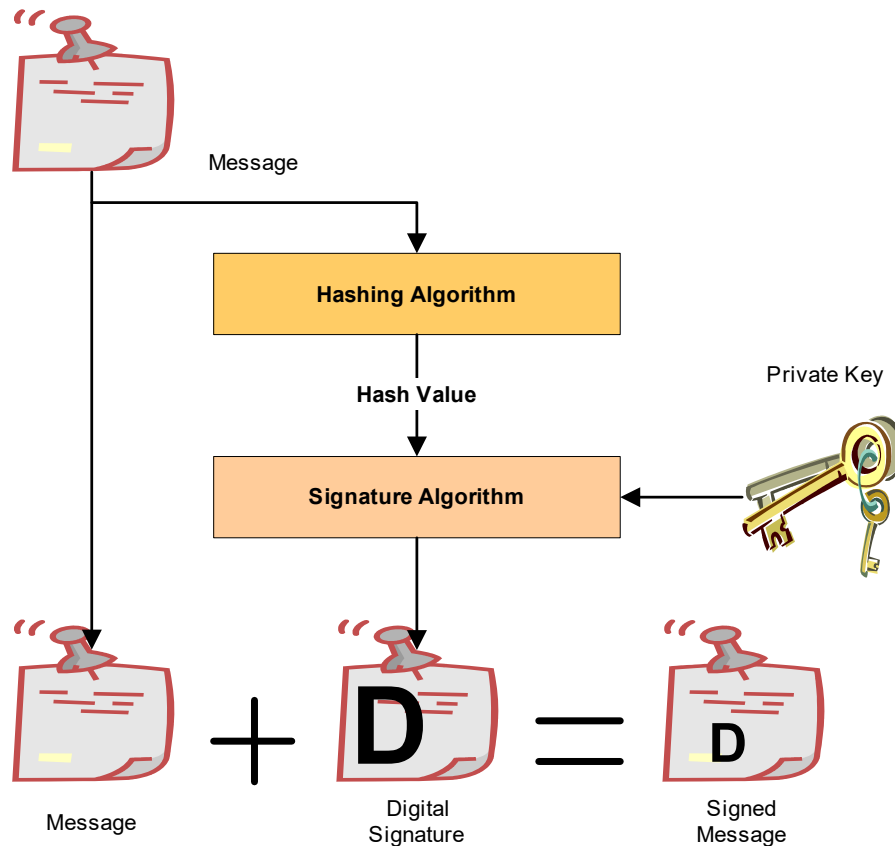 Message
Hashing Algorithm
Hash Value
Private Key
Signature Algorithm
D
D
Message
Digital
Signature
Signed
Message